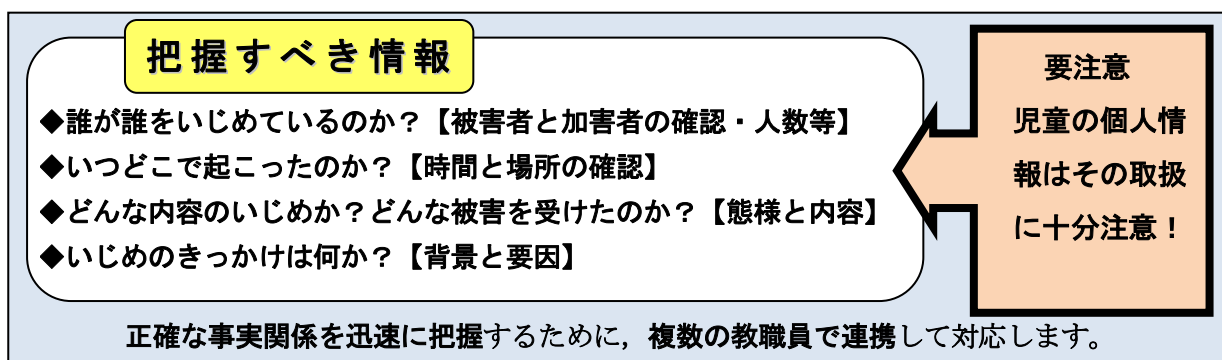 把握すべき情報
◆誰が誰をいじめているのか？【被害者と加害者の確認・人数等】
◆いつどこで起こったのか？【時間と場所の確認】
◆どんな内容のいじめか？どんな被害を受けたのか？【態様と内容】
◆いじめのきっかけは何か？【背景と要因】
要注意
児童の個人情
報はその取扱
に十分注意！
正確な事実関係を迅速に把握するために，複数の教職員で連携して対応します。